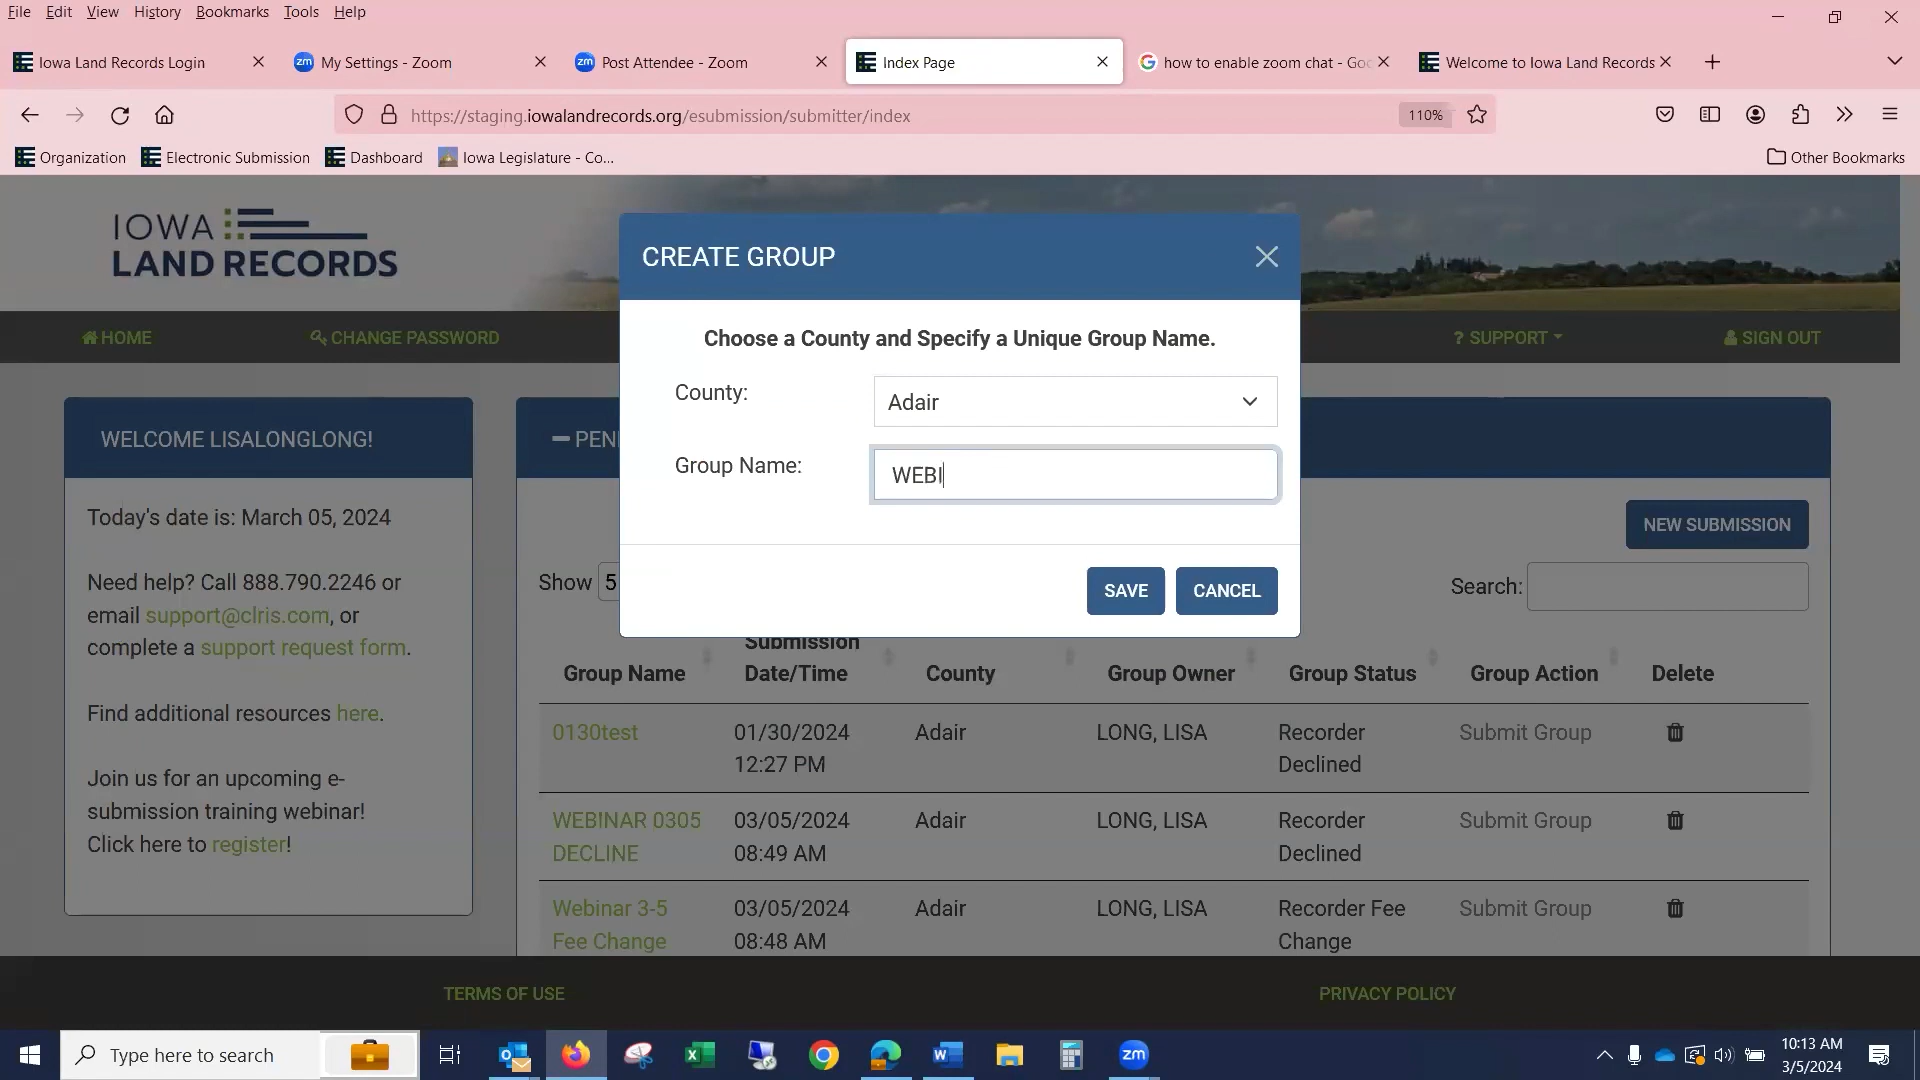 File Edit View History Bookmarks Tools Help
Iowa Land Records Login
zm My Settings - Zoom
zm Post Attendee - Zoom
Index Page
how to enable zoom chat - Goo
Welcome to Iowa Land Records
https://staging.iowalandrecords.org/esubmission/submitter/index
110%
Organization
Electronic Submission
Dashboard
Iowa Legislature - Co...
Other Bookmarks
IOWA
LAND RECORDS
HOME
CHANGE PASSWORD
? SUPPORT
SIGN OUT
CREATE GROUP
Choose a County and Specify a Unique Group Name.
County:
Adair
Group Name:
WEBI
SAVE
CANCEL
WELCOME LISALONGLONG!
Today's date is: March 05, 2024
Need help? Call 888.790.2246 or
email support@clris.com, or
complete a support request form.
Find additional resources here.
Join us for an upcoming e-
submission training webinar!
Click here to register!
PEN
NEW SUBMISSION
Show 5
Search:
Group Name
Submission
Date/Time
County
Group Owner
Group Status
Group Action
Delete
0130test
01/30/2024
12:27 PM
Adair
LONG, LISA
Recorder
Declined
Submit Group
WEBINAR 0305
DECLINE
03/05/2024
08:49 AM
Adair
LONG, LISA
Recorder
Declined
Submit Group
Webinar 3-5
Fee Change
03/05/2024
08:48 AM
Adair
LONG, LISA
Recorder Fee
Change
Submit Group
TERMS OF USE
PRIVACY POLICY
Type here to search
zm
10:13 AM
3/5/2024